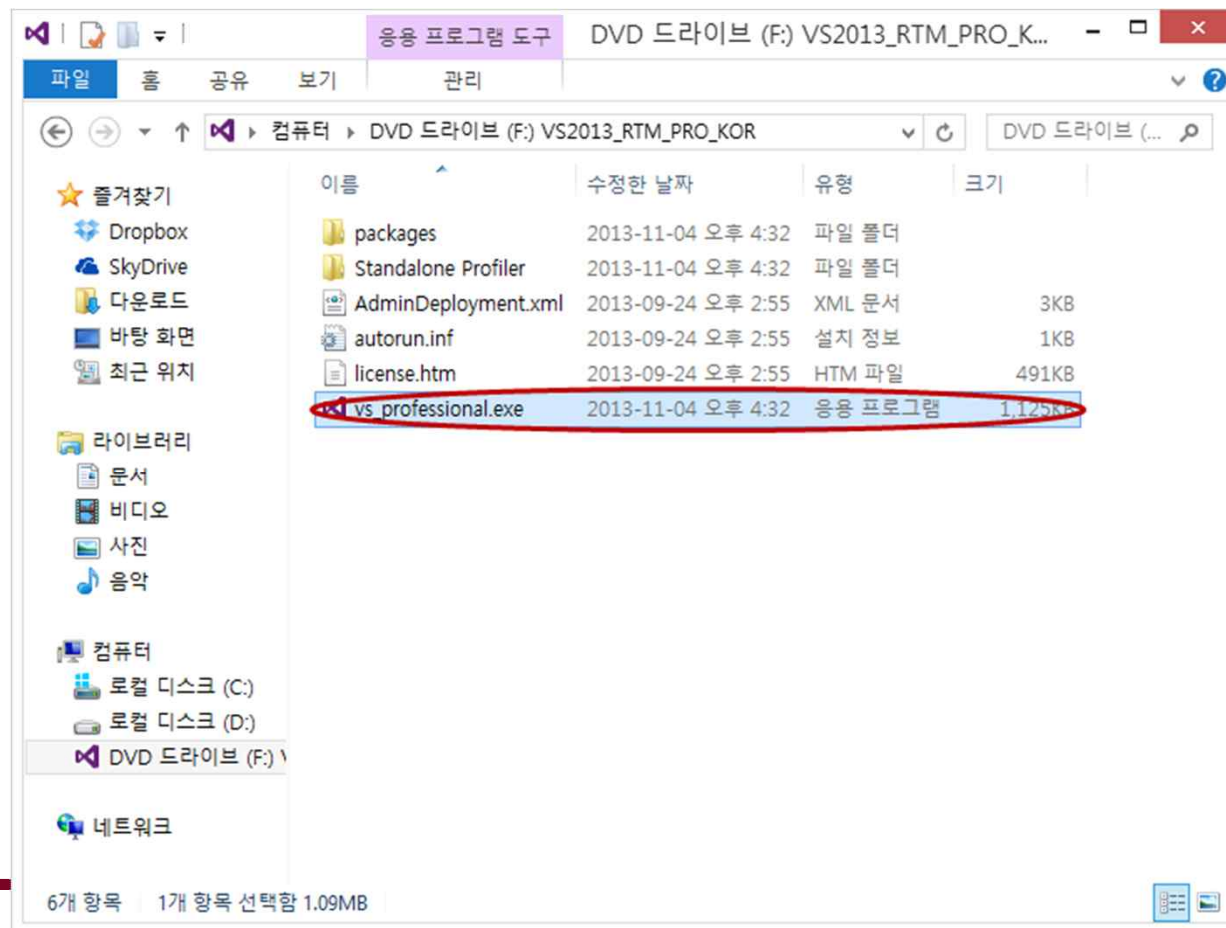 응용 프로그램 도구 DVD 드라이브 (F:) VS2013_RTM_PRO_K...
파일 홈 공유 보기 관리
컴퓨터 DVD 드라이브 (F:) VS2013_RTM_PRO_KOR DVD 드라이브 (...
이름 수정한 날짜 유형 크기
즐겨찾기
Dropbox
SkyDrive
다운로드
바탕 화면
최근 위치
라이브러리
문서
비디오
사진
음악
컴퓨터
로컬 디스크 (C:)
로컬 디스크 (D:)
DVD 드라이브 (F:) V
네트워크
packages 2013-11-04 오후 4:32 파일 폴더
Standalone Profiler 2013-11-04 오후 4:32 파일 폴더
AdminDeployment.xml 2013-09-24 오후 2:55 XML 문서 3KB
autorun.inf 2013-09-24 오후 2:55 설치 정보 1KB
license.htm 2013-09-24 오후 2:55 HTM 파일 491KB
vs_professional.exe 2013-11-04 오후 4:32 응용 프로그램 1,125KB
6개 항목 1개 항목 선택함 1.09MB